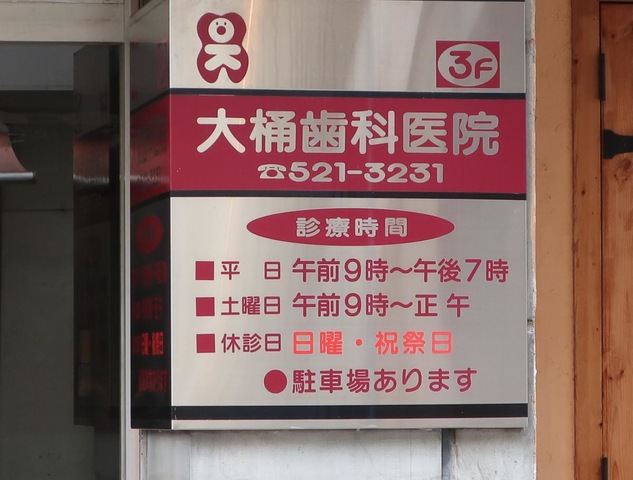 3F
大桶歯科医院
☎521-3231
診療時間
■平　日 午前9時～午後7時
■土曜日 午前9時～正午
■休診日 日曜・祝祭日
●駐車場あります